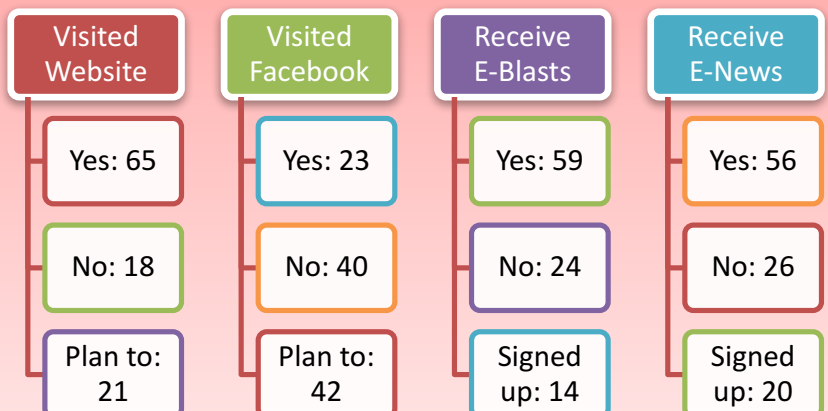 Visited
Website
Yes: 65
No: 18
Plan to:
21
Visited
Facebook
Yes: 23
No: 40
Plan to:
42
Receive
E-Blasts
Yes: 59
No: 24
Signed
up: 14
Receive
E-News
Yes: 56
No: 26
Signed
up: 20